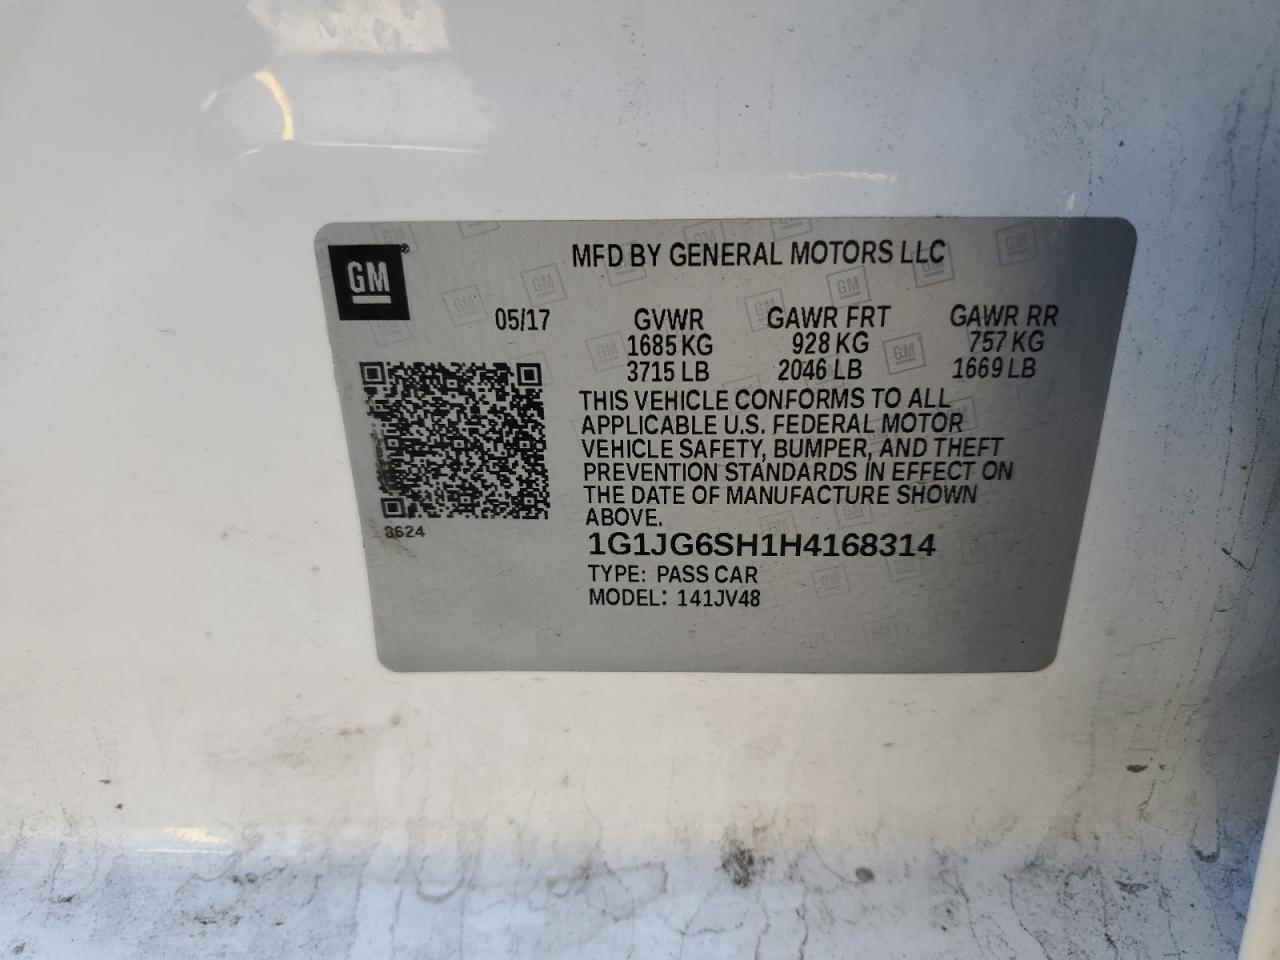 GM®
MFD BY GENERAL MOTORS LLC
05/17 GVWR GAWR FRT GAWR RR
1685 KG 928 KG 757 KG
3715 LB 2046 LB 1669 LB
THIS VEHICLE CONFORMS TO ALL
APPLICABLE U.S. FEDERAL MOTOR
VEHICLE SAFETY, BUMPER, AND THEFT
PREVENTION STANDARDS IN EFFECT ON
THE DATE OF MANUFACTURE SHOWN
ABOVE.
8624
1G1JG6SH1H4168314
TYPE: PASS CAR
MODEL: 141JV48